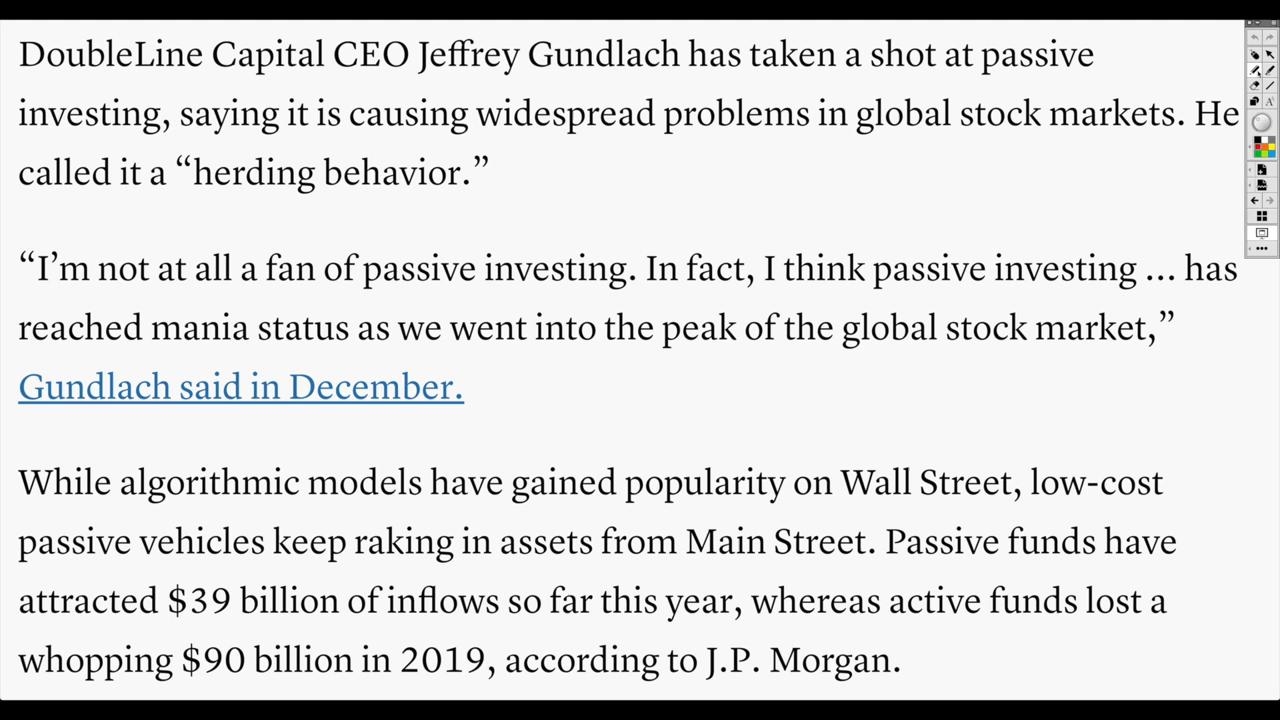 DoubleLine Capital CEO Jeffrey Gundlach has taken a shot at passive
investing, saying it is causing widespread problems in global stock markets. He
called it a “herding behavior.”
“I’m not at all a fan of passive investing. In fact, I think passive investing … has
reached mania status as we went into the peak of the global stock market,”
Gundlach said in December.
While algorithmic models have gained popularity on Wall Street, low-cost
passive vehicles keep raking in assets from Main Street. Passive funds have
attracted $39 billion of inflows so far this year, whereas active funds lost a
whopping $90 billion in 2019, according to J.P. Morgan.